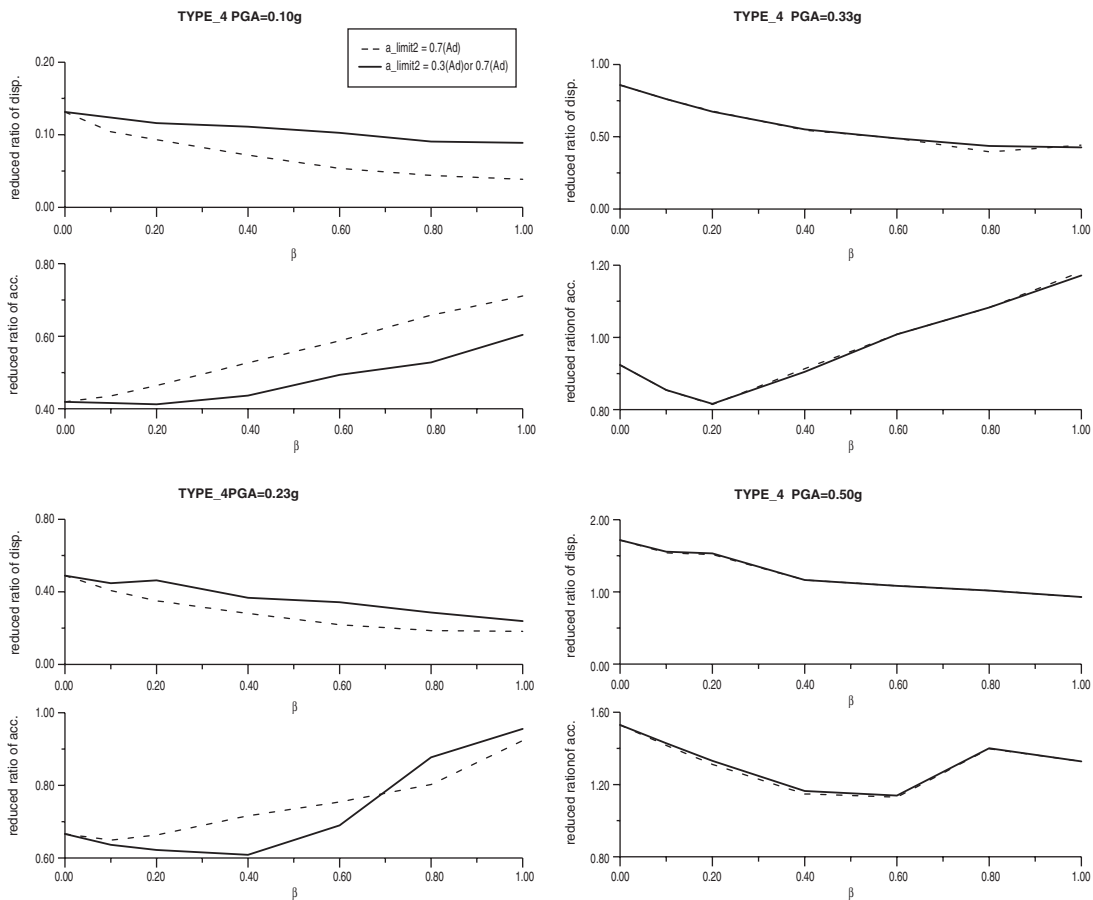 TYPE_4 PGA=0.10g
a_limit2 = 0.7(Ad)
a_limit2 = 0.3(Ad)or 0.7(Ad)
reduced ratio of disp.
0.20
0.10
0.00
0.00 0.20 0.40 0.60 0.80 1.00
β
reduced ratio of acc.
0.80
0.60
0.40
0.00 0.20 0.40 0.60 0.80 1.00
β
TYPE_4 PGA=0.33g
reduced ratio of disp.
1.00
0.50
0.00
0.00 0.20 0.40 0.60 0.80 1.00
β
reduced rationof acc.
1.20
1.00
0.80
0.00 0.20 0.40 0.60 0.80 1.00
β
TYPE_4PGA=0.23g
reduced ratio of disp.
0.80
0.40
0.00
0.00 0.20 0.40 0.60 0.80 1.00
β
reduced ratio of acc.
1.00
0.80
0.60
0.00 0.20 0.40 0.60 0.80 1.00
β
TYPE_4 PGA=0.50g
reduced ratio of disp.
2.00
1.00
0.00
0.00 0.20 0.40 0.60 0.80 1.00
β
reduced rationof acc.
1.60
1.20
0.80
0.00 0.20 0.40 0.60 0.80 1.00
β